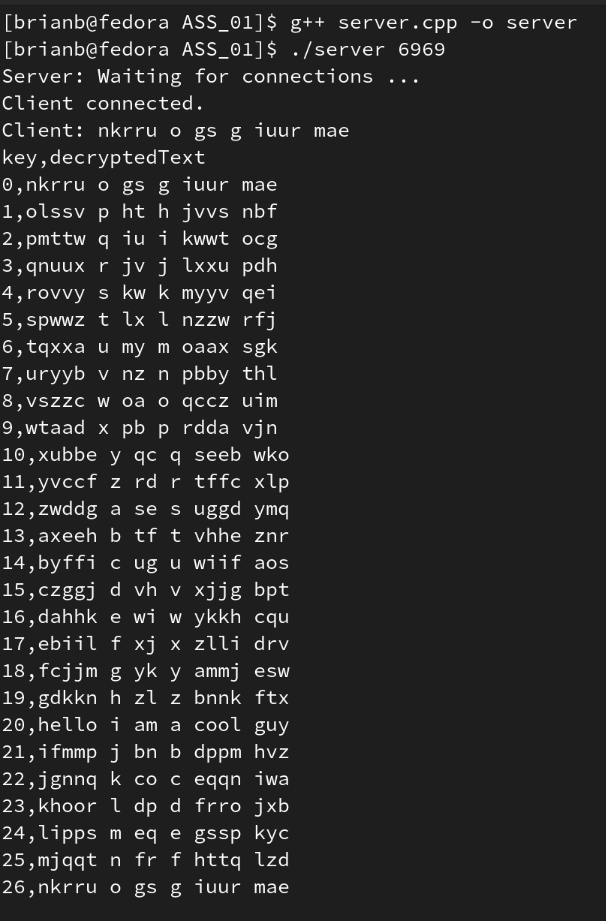 [brianb@fedora ASS_01]$ g++ server.cpp -o server
[brianb@fedora ASS_01]$ ./server 6969
Server: Waiting for connections ...
Client connected.
Client: nkrru o gs g iuur mae
key,decryptedText
0,nkrru o gs g iuur mae
1,olssv p ht h jvvs nbf
2,pmttw q iu i kwwt ocg
3,qnuux r jv j lxxu pdh
4,rovvy s kw k myyv qei
5,spwwz t lx l nzzw rfj
6,tqxxa u my m oaax sgk
7,uryyb v nz n pbby thl
8,vszzc w oa o qccz uim
9,wtaad x pb p rdda vjn
10,xubbe y qc q seeb wko
11,yvccf z rd r tffc xlp
12,zwddg a se s uggd ymq
13,axeeh b tf t vhhe znr
14,byffi c ug u wiif aos
15,czggj d vh v xjjg bpt
16,dahhk e wi w ykkh cqu
17,ebiil f xj x zlli drv
18,fcjjm g yk y ammj esw
19,gdkkn h zl z bnnk ftx
20,hello i am a cool guy
21,ifmmp j bn b dppm hvz
22,jgnnq k co c eqqn iwa
23,khoor l dp d frro jxb
24,lipps m eq e gssp kyc
25,mjqqt n fr f httq lzd
26,nkrru o gs g iuur mae